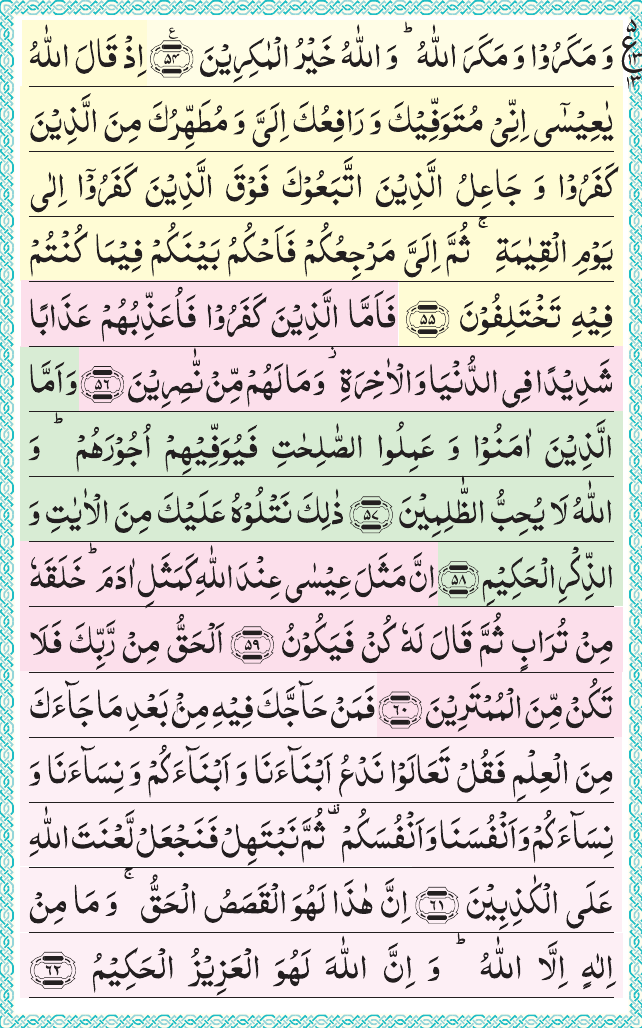 وَ مَكَرُوۡا وَ مَكَرَ اللّٰهُ ؕ وَ اللّٰهُ خَيۡرُ الۡمٰكِرِيۡنَ ﴿۵۴﴾ اِذۡ قَالَ اللّٰهُ
يٰعِيۡسٰٓى اِنِّىۡ مُتَوَفِّيۡكَ وَ رَافِعُكَ اِلَىَّ وَ مُطَهِّرُكَ مِنَ الَّذِيۡنَ
كَفَرُوۡا وَ جَاعِلُ الَّذِيۡنَ اتَّبَعُوۡكَ فَوۡقَ الَّذِيۡنَ كَفَرُوۡۤا اِلٰى
يَوۡمِ الۡقِيٰمَةِ ۚ ثُمَّ اِلَىَّ مَرۡجِعُكُمۡ فَاَحۡكُمُ بَيۡنَكُمۡ فِيۡمَا كُنۡتُمۡ
فِيۡهِ تَخۡتَلِفُوۡنَ ﴿۵۵﴾ فَاَمَّا الَّذِيۡنَ كَفَرُوۡا فَاُعَذِّبُهُمۡ عَذَابًا
شَدِيۡدًا فِى الدُّنۡيَا وَ الۡاٰخِرَةِ ؗ وَ مَا لَهُمۡ مِّنۡ نّٰصِرِيۡنَ ﴿۵۶﴾ وَ اَمَّا
الَّذِيۡنَ اٰمَنُوۡا وَ عَمِلُوا الصّٰلِحٰتِ فَيُوَفِّيۡهِمۡ اُجُوۡرَهُمۡ ؕ وَ
اللّٰهُ لَا يُحِبُّ الظّٰلِمِيۡنَ ﴿۵۷﴾ ذٰلِكَ نَتۡلُوۡهُ عَلَيۡكَ مِنَ الۡاٰيٰتِ وَ
الذِّكۡرِ الۡحَكِيۡمِ ﴿۵۸﴾ اِنَّ مَثَلَ عِيۡسٰى عِنۡدَ اللّٰهِ كَمَثَلِ اٰدَمَ ؕ خَلَقَهٗ
مِنۡ تُرَابٍ ثُمَّ قَالَ لَهٗ كُنۡ فَيَكُوۡنُ ﴿۵۹﴾ اَلۡحَقُّ مِنۡ رَّبِّكَ فَلَا
تَكُنۡ مِّنَ الۡمُمۡتَرِيۡنَ ﴿۶۰﴾ فَمَنۡ حَآجَّكَ فِيۡهِ مِنۡۢ بَعۡدِ مَا جَآءَكَ
مِنَ الۡعِلۡمِ فَقُلۡ تَعَالَوۡا نَدۡعُ اَبۡنَآءَنَا وَ اَبۡنَآءَكُمۡ وَ نِسَآءَنَا وَ
نِسَآءَكُمۡ وَ اَنۡفُسَنَا وَ اَنۡفُسَكُمۡ ۟ ثُمَّ نَبۡتَهِلۡ فَنَجۡعَلۡ لَّعۡنَتَ اللّٰهِ
عَلَى الۡكٰذِبِيۡنَ ﴿۶۱﴾ اِنَّ هٰذَا لَهُوَ الۡقَصَصُ الۡحَقُّ ۚ وَ مَا مِنۡ
اِلٰهٍ اِلَّا اللّٰهُ ؕ وَ اِنَّ اللّٰهَ لَهُوَ الۡعَزِيۡزُ الۡحَكِيۡمُ ﴿۶۲﴾